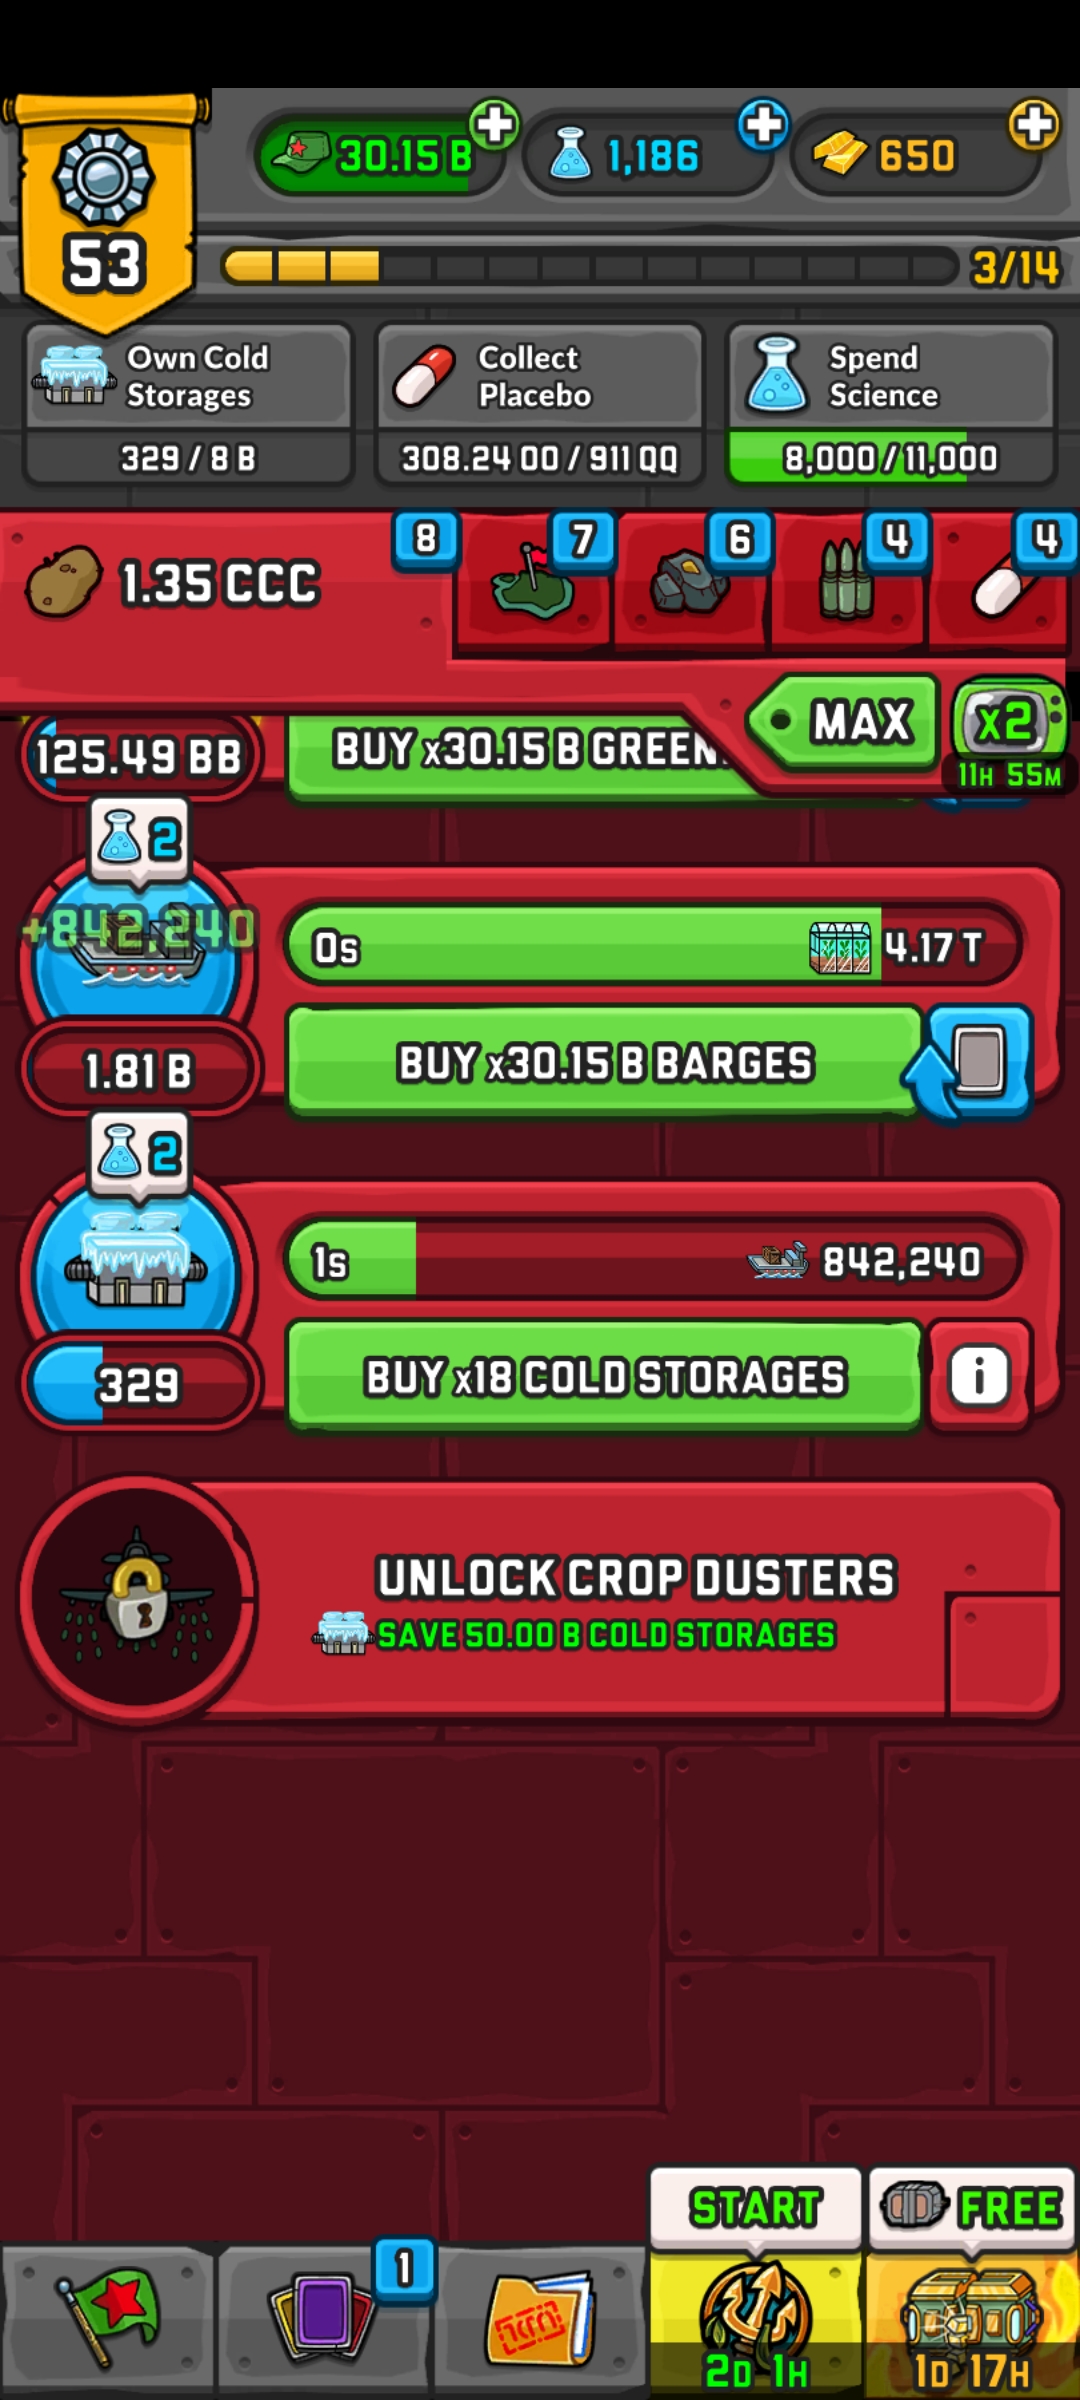 30.15 B
1,186
650
53
3/14
Own Cold
Storages
329 / 8 B
Collect
Placebo
308.24 OO / 911 QQ
Spend
Science
8,000 / 11,000
1.35 CCC
8
7
6
4
4
MAX
x2
11H 55M
125.49 BB
BUY x30.15 B GREEN
2
+842,240
0s
4.17 T
1.81 B
BUY x30.15 B BARGES
2
1s
842,240
329
BUY x18 COLD STORAGES
i
UNLOCK CROP DUSTERS
SAVE 50.00 B COLD STORAGES
START
FREE
1
2D 1H
1D 17H